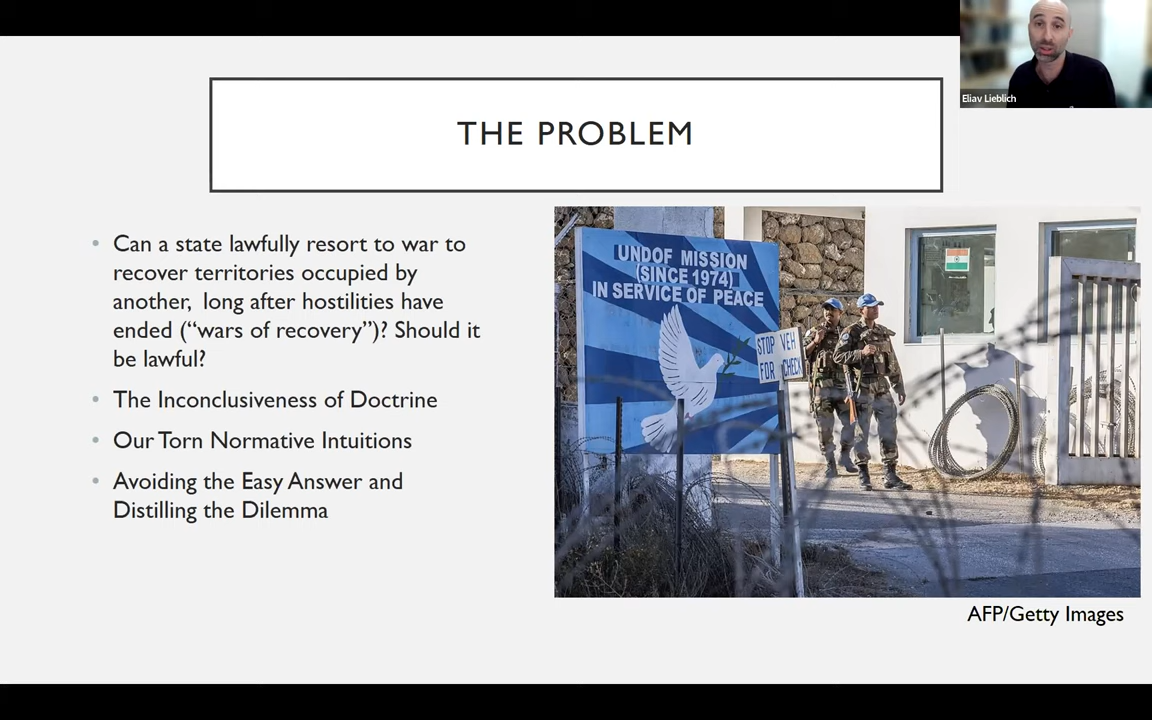 Eliav Lieblich
THE PROBLEM
• Can a state lawfully resort to war to
recover territories occupied by
another, long after hostilities have
ended (“wars of recovery”)? Should it
be lawful?
• The Inconclusiveness of Doctrine
• Our Torn Normative Intuitions
• Avoiding the Easy Answer and
Distilling the Dilemma
UNDOF MISSION
(SINCE 1974)
IN SERVICE OF PEACE
STOP VEH
FOR CHECK
AFP/Getty Images